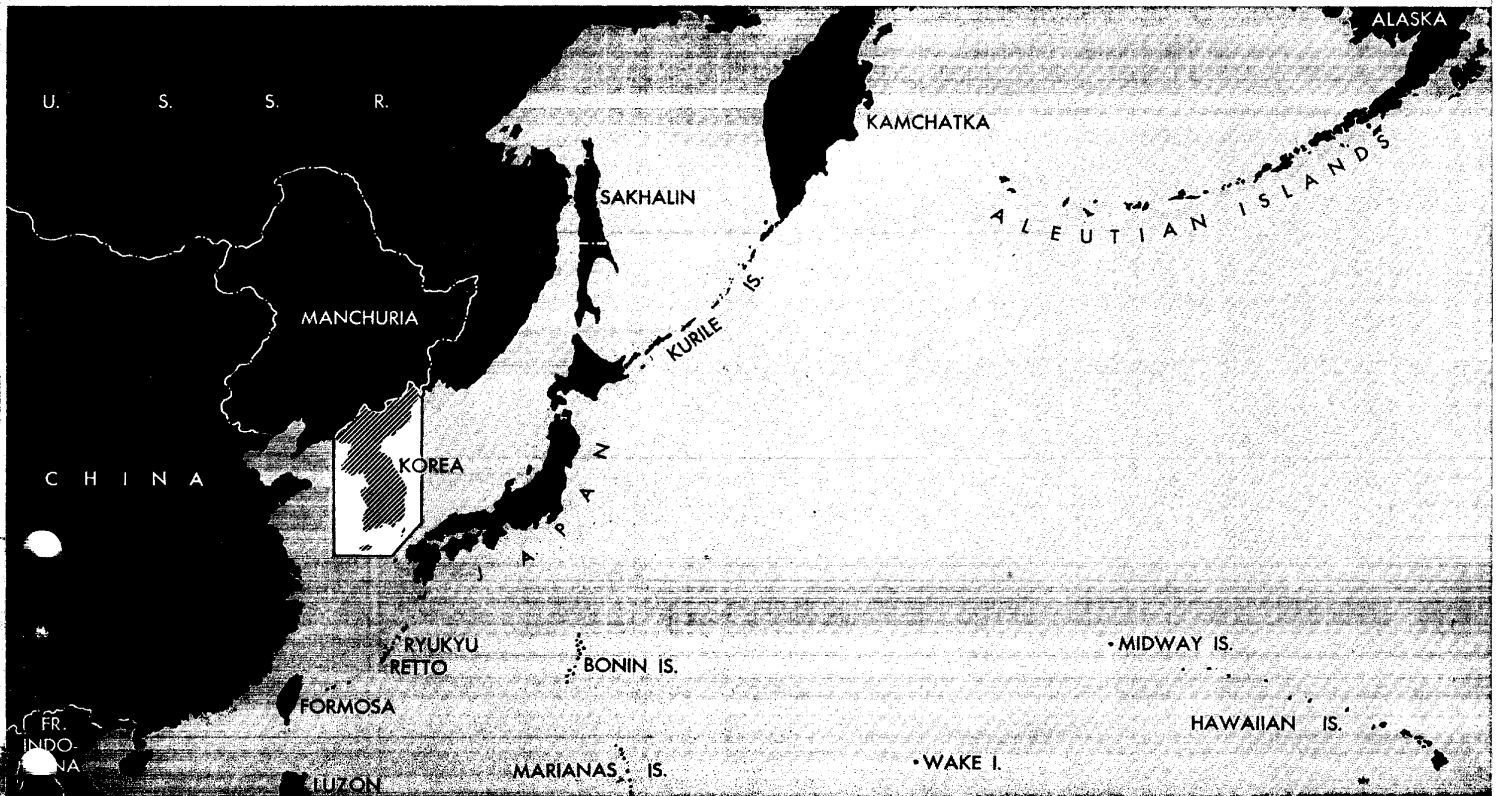 ALASKA
U. S. S. R.
KAMCHATKA
SAKHALIN
ALEUTIAN ISLANDS
KURILE IS.
MANCHURIA
KOREA
CHINA
JAPAN
RYUKYU
RETTO
BONIN IS.
MIDWAY IS.
FORMOSA
HAWAIIAN IS.
FR.
INDO-
MARIANAS IS.
WAKE I.
LUZON